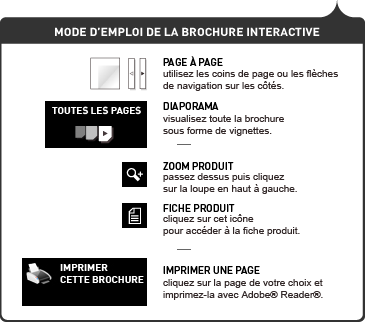 MODE D'EMPLOI DE LA BROCHURE INTERACTIVE
PAGE À PAGE
utilisez les coins de page ou les flèches
de navigation sur les côtés.
TOUTES LES PAGES
DIAPORAMA
visualisez toute la brochure
sous forme de vignettes.
ZOOM PRODUIT
passez dessus puis cliquez
sur la loupe en haut à gauche.
FICHE PRODUIT
cliquez sur cet icône
pour accéder à la fiche produit.
IMPRIMER
CETTE BROCHURE
IMPRIMER UNE PAGE
cliquez sur la page de votre choix et
imprimez-la avec Adobe® Reader®.